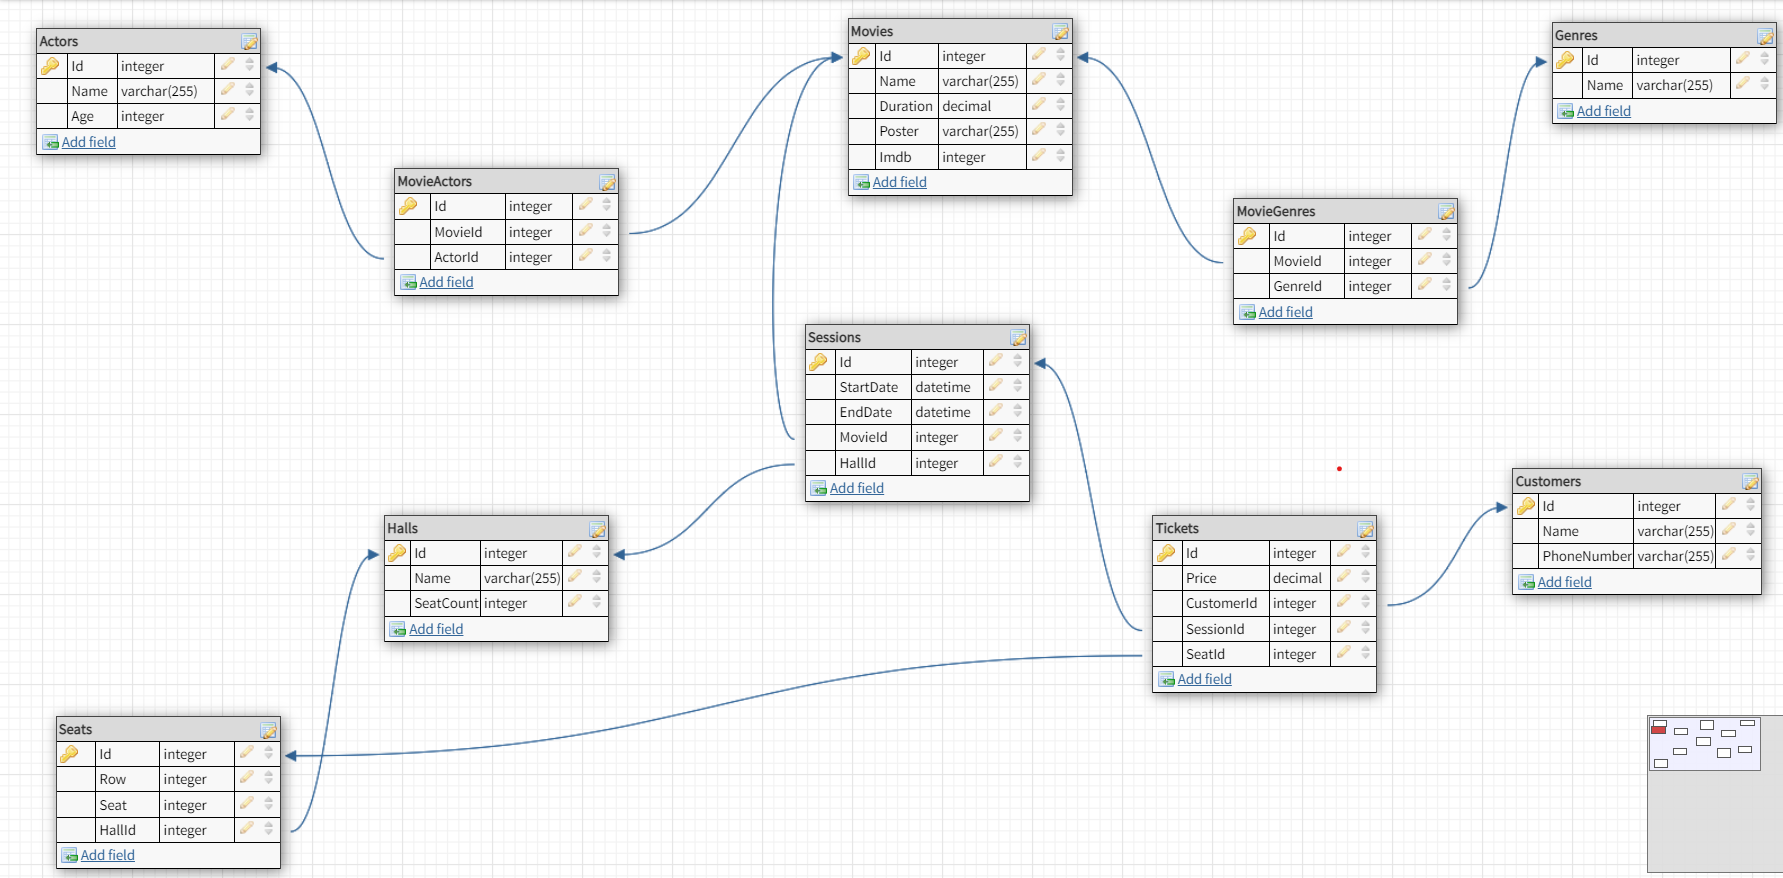 Actors
Id integer
Name varchar(255)
Age integer
Add field
MovieActors
Id integer
MovieId integer
ActorId integer
Add field
Movies
Id integer
Name varchar(255)
Duration decimal
Poster varchar(255)
Imdb integer
Add field
Genres
Id integer
Name varchar(255)
Add field
MovieGenres
Id integer
MovieId integer
GenreId integer
Add field
Sessions
Id integer
StartDate datetime
EndDate datetime
MovieId integer
HallId integer
Add field
Halls
Id integer
Name varchar(255)
SeatCount integer
Add field
Tickets
Id integer
Price decimal
CustomerId integer
SessionId integer
SeatId integer
Add field
Customers
Id integer
Name varchar(255)
PhoneNumber varchar(255)
Add field
Seats
Id integer
Row integer
Seat integer
HallId integer
Add field